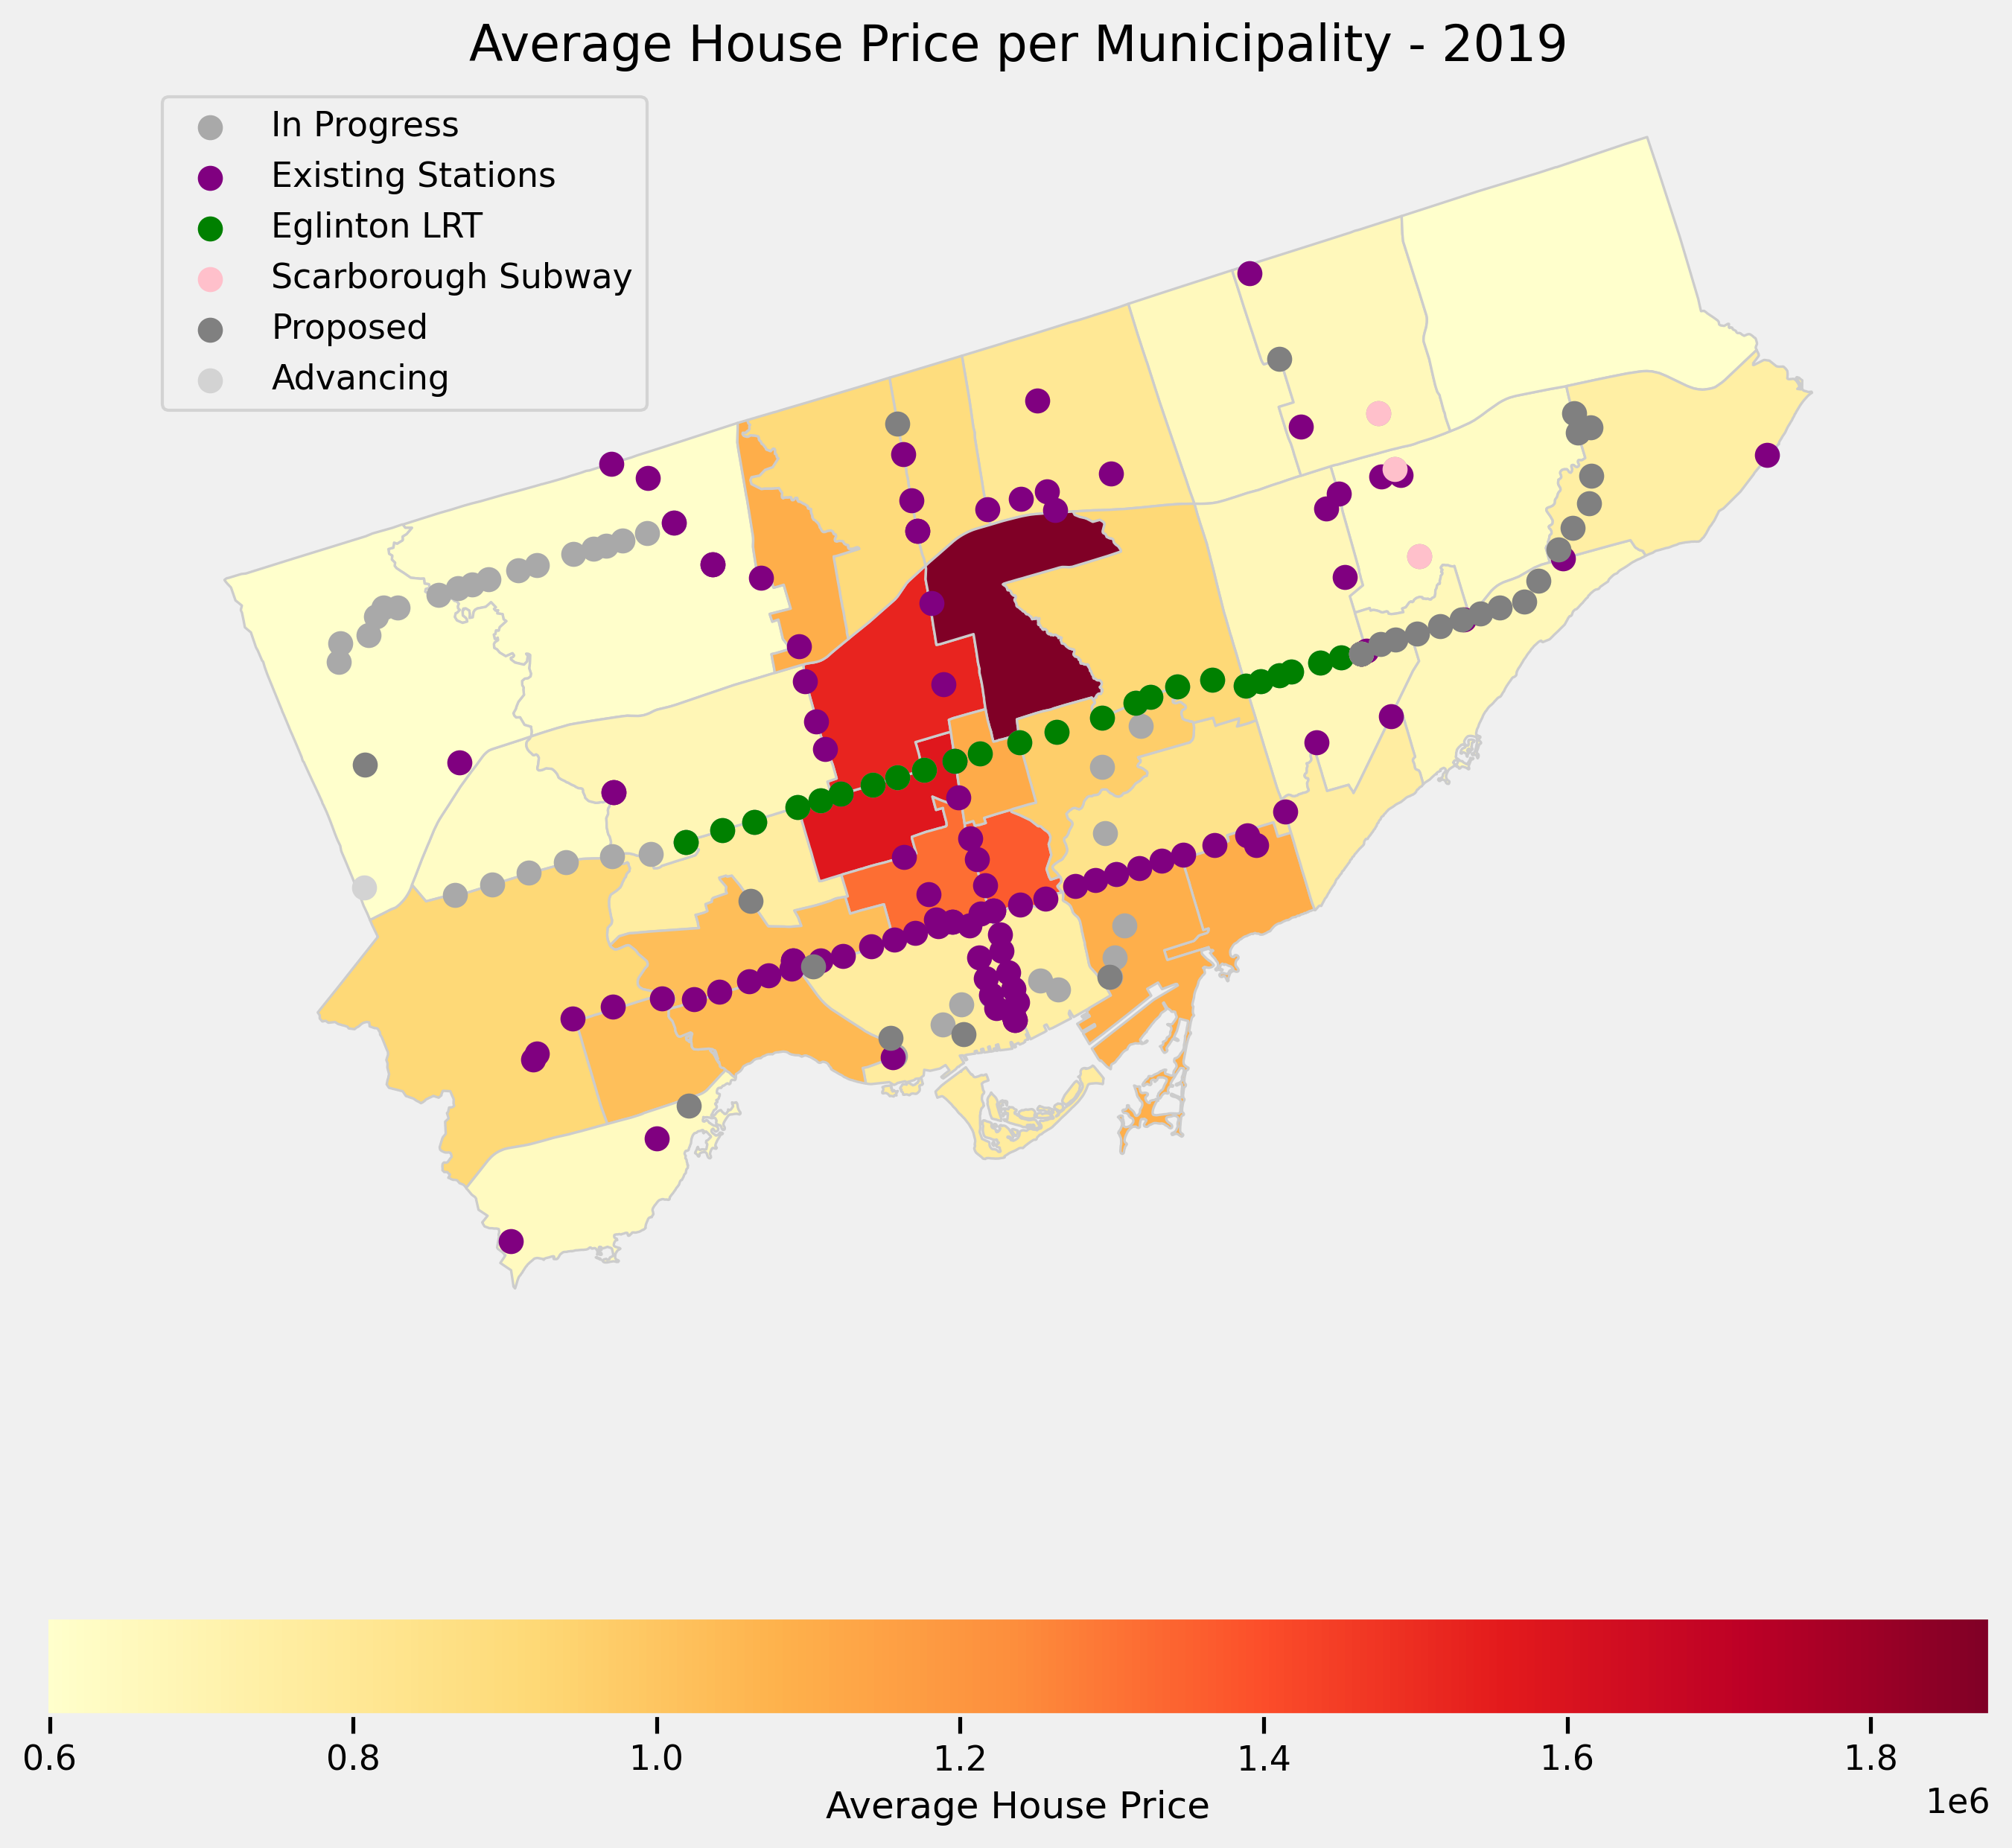 Average House Price per Municipality - 2019
In Progress
Existing Stations
Eglinton LRT
Scarborough Subway
Proposed
Advancing
0.6 0.8 1.0 1.2 1.4 1.6 1.8
Average House Price
1e6